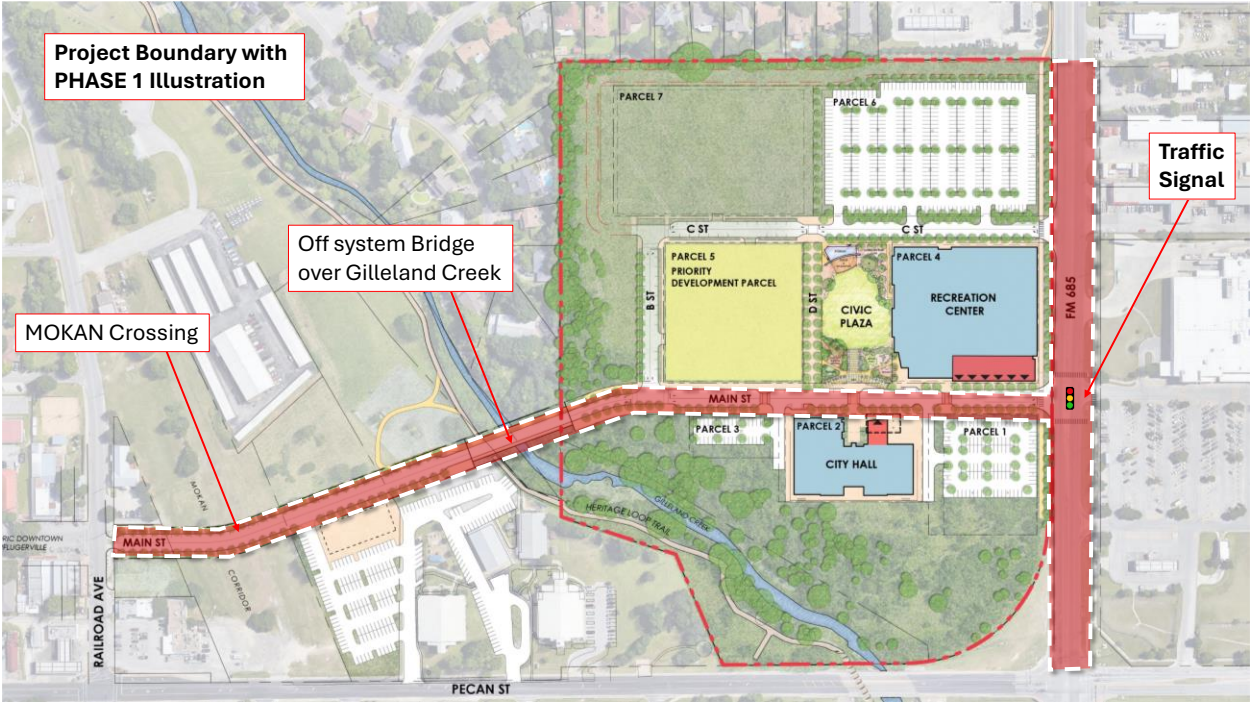 Project Boundary with
PHASE 1 Illustration
PARCEL 7
PARCEL 6
Traffic
Signal
Off system Bridge
over Gilleland Creek
C ST
C ST
PARCEL 5
PRIORITY
DEVELOPMENT PARCEL
B ST
D ST
CIVIC
PLAZA
PARCEL 4
RECREATION
CENTER
FM 685
MOKAN Crossing
MAIN ST
PARCEL 3
PARCEL 2
CITY HALL
PARCEL 1
MOKAN
CORRIDOR
GILLELAND CREEK
HERITAGE LOOP TRAIL
RIC DOWNTOWN
FLUGERVILLE
MAIN ST
RAILROAD AVE
PECAN ST